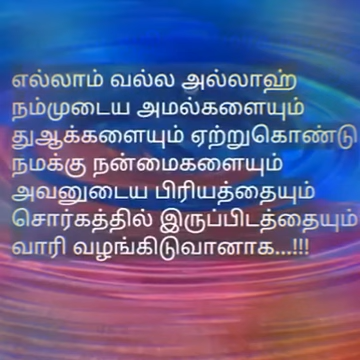 எல்லாம் வல்ல அல்லாஹ்
நம்முடைய அமல்களையும்
துஆக்களையும் ஏற்றுகொண்டு
நமக்கு நன்மைகளையும்
அவனுடைய பிரியத்தையும்
சொர்கத்தில் இருப்பிடத்தையும்
வாரி வழங்கிடுவானாக...!!!